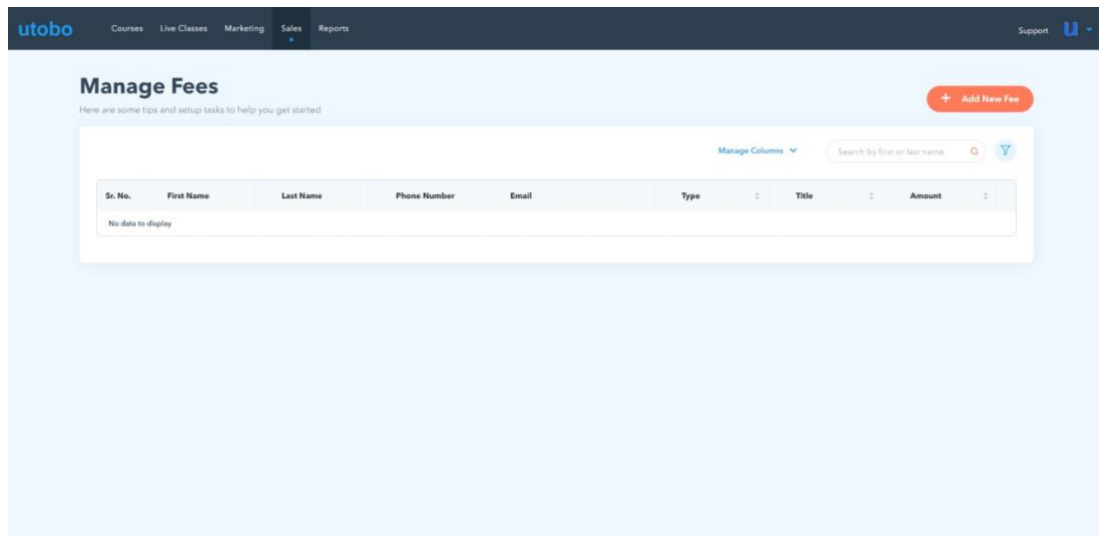 utobo Courses Live Classes Marketing Sales Reports Support U
Manage Fees
Here are some tips and setup tasks to help you get started
+ Add New Fee
Manage Columns Search by first or last name
Sr. No. First Name Last Name Phone Number Email Type Title Amount
No data to display